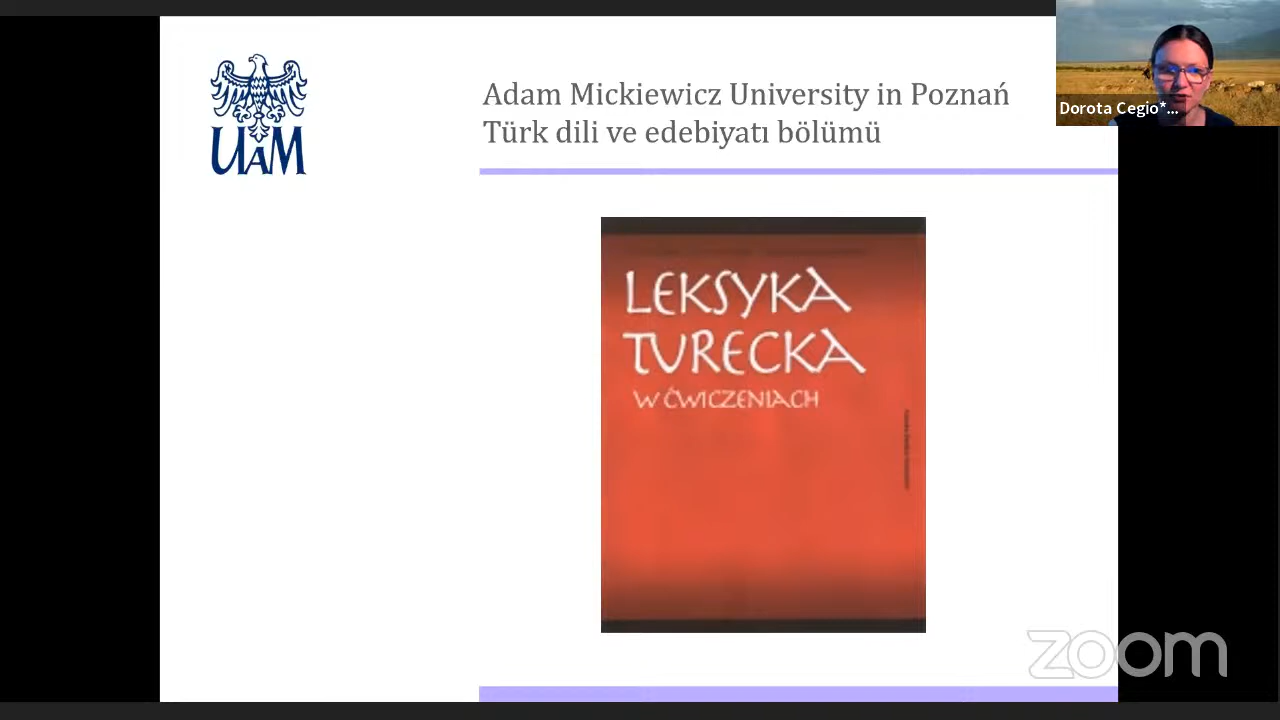 Adam Mickiewicz University in Poznań
Türk dili ve edebiyatı bölümü
UAM
LEKSYKA
TURECKA
W ĆWICZENIACH
Dorota Cegio*...
zoom